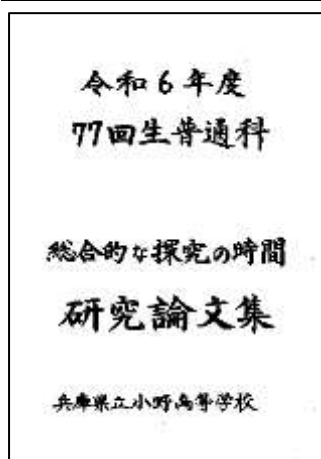 令和6年度
77回生普通科
総合的な探究の時間
研究論文集
兵庫県立小野高等学校